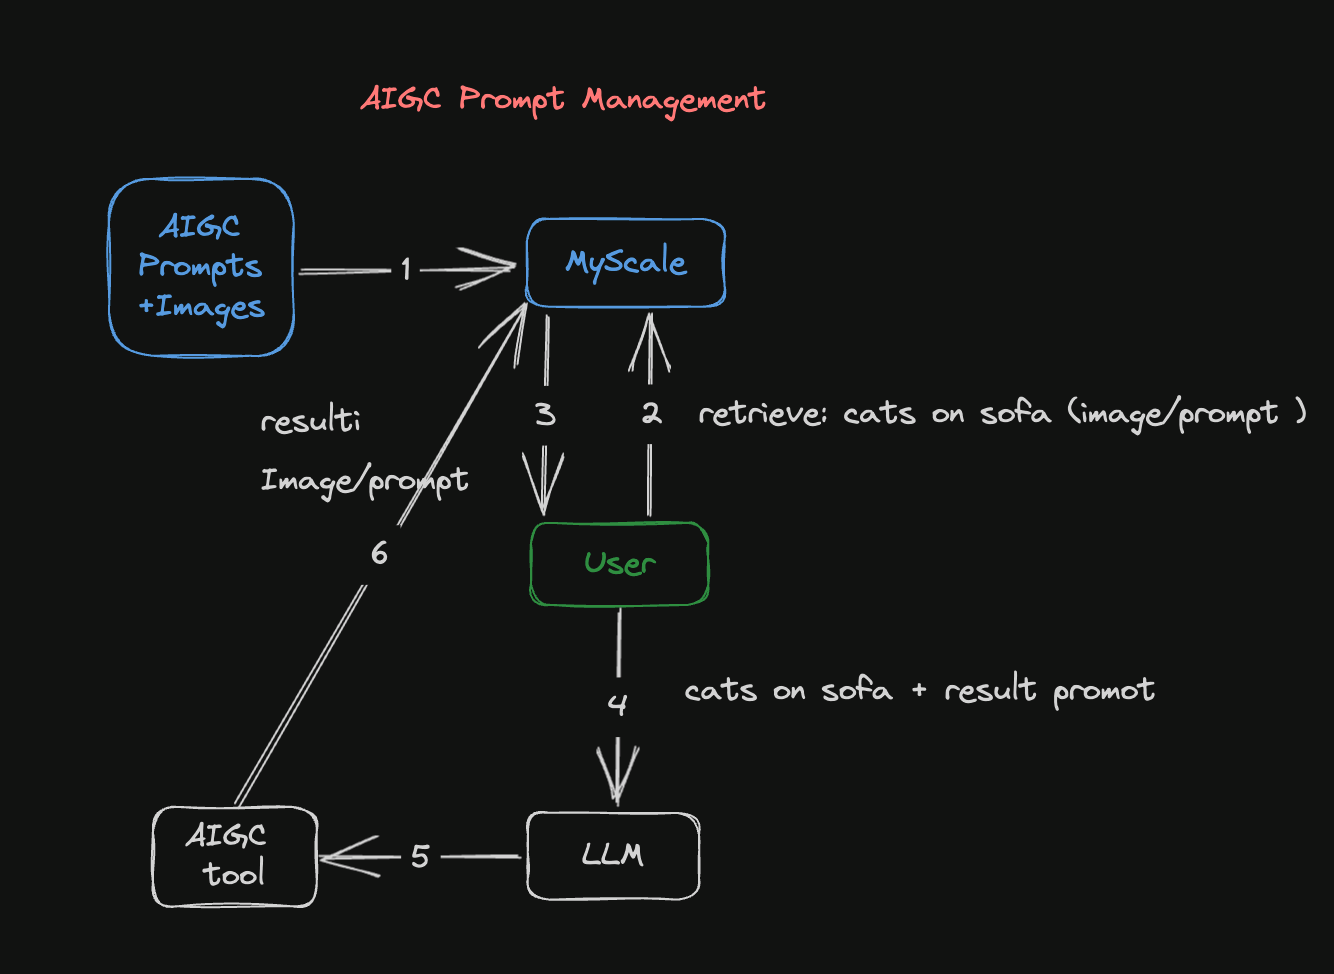 AIGC Prompt Management
AIGC
Prompts
+Images
1
MyScale
3
2
retrieve: cats on sofa (image/prompt )
resulti
Image/prompt
6
User
4
cats on sofa + result promot
AIGC
tool
5
LLM